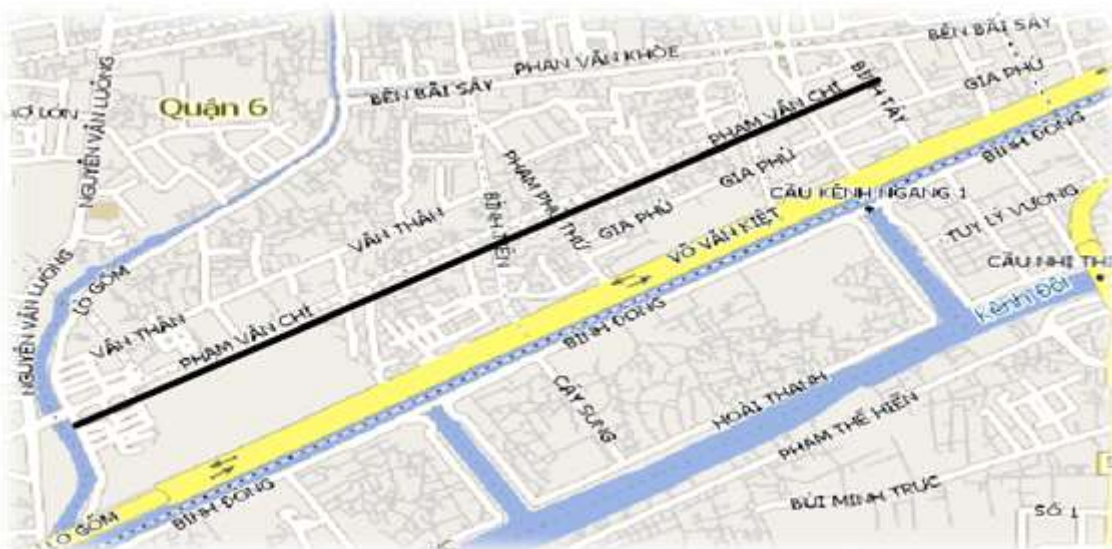 BẾN BÃI SẬY
PHAN VĂN KHỎE
BẾN BÃI SẬY
Quận 6
NGUYỄN VĂN LUÔNG
BÌNH TÂY
GIA PHÚ
PHẠM VĂN CHÍ
BÌNH ĐÔNG
GIA PHÚ
PHẠM PHÚ THỨ
CẦU KÊNH NGANG 1
BÌNH TIÊN
GIA PHÚ
VÕ VĂN KIỆT
TUY LÝ VƯƠNG
VĂN THÂN
LÒ GỐM
NGUYỄN VĂN LUÔNG
Kênh Đôi
VĂN THÂN
PHẠM VĂN CHÍ
BÌNH ĐÔNG
CÂY SUNG
HOÀI THANH
PHẠM THẾ HIỂN
BÙI MINH TRỰC
LÒ GỐM
BÌNH ĐÔNG
SỐ 1